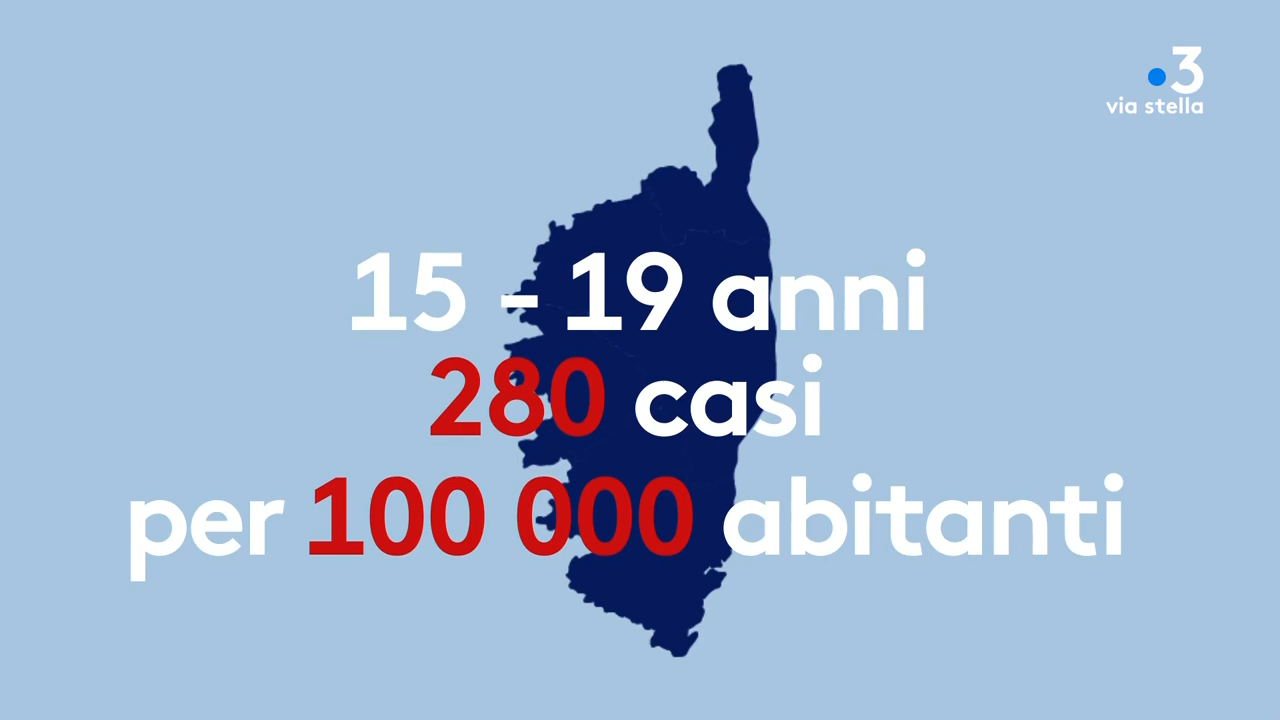 3
via stella
15 - 19 anni
280 casi
per 100 000 abitanti